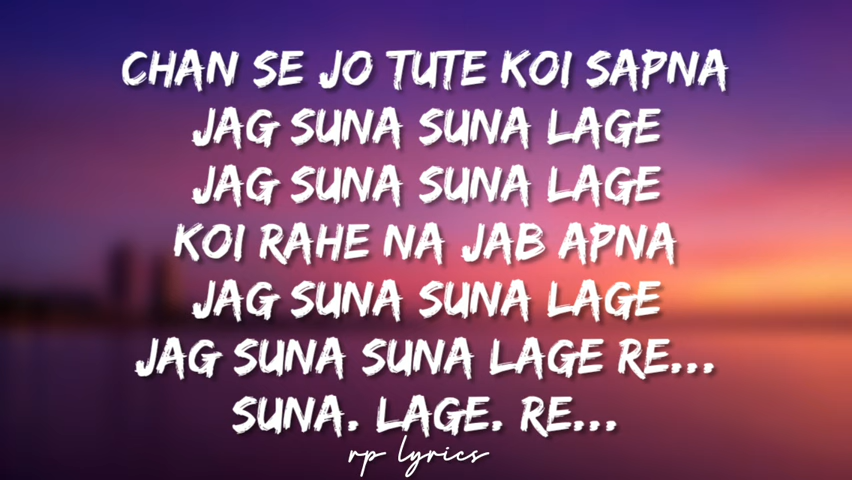 CHAN SE JO TUTE KOI SAPNA
JAG SUNA SUNA LAGE
JAG SUNA SUNA LAGE
KOI RAHE NA JAB APNA
JAG SUNA SUNA LAGE
JAG SUNA SUNA LAGE RE...
SUNA. LAGE. RE...
rp lyrics